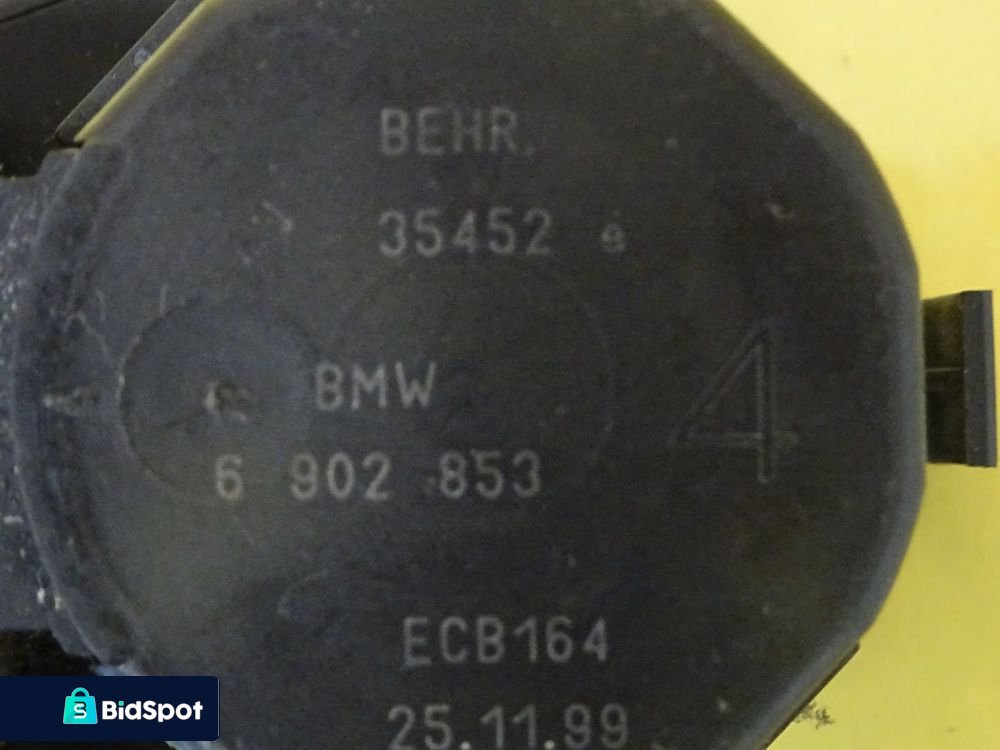 BEHR.
35452
BMW
4
6 902 853
ECB164
25.11.99
BidSpot